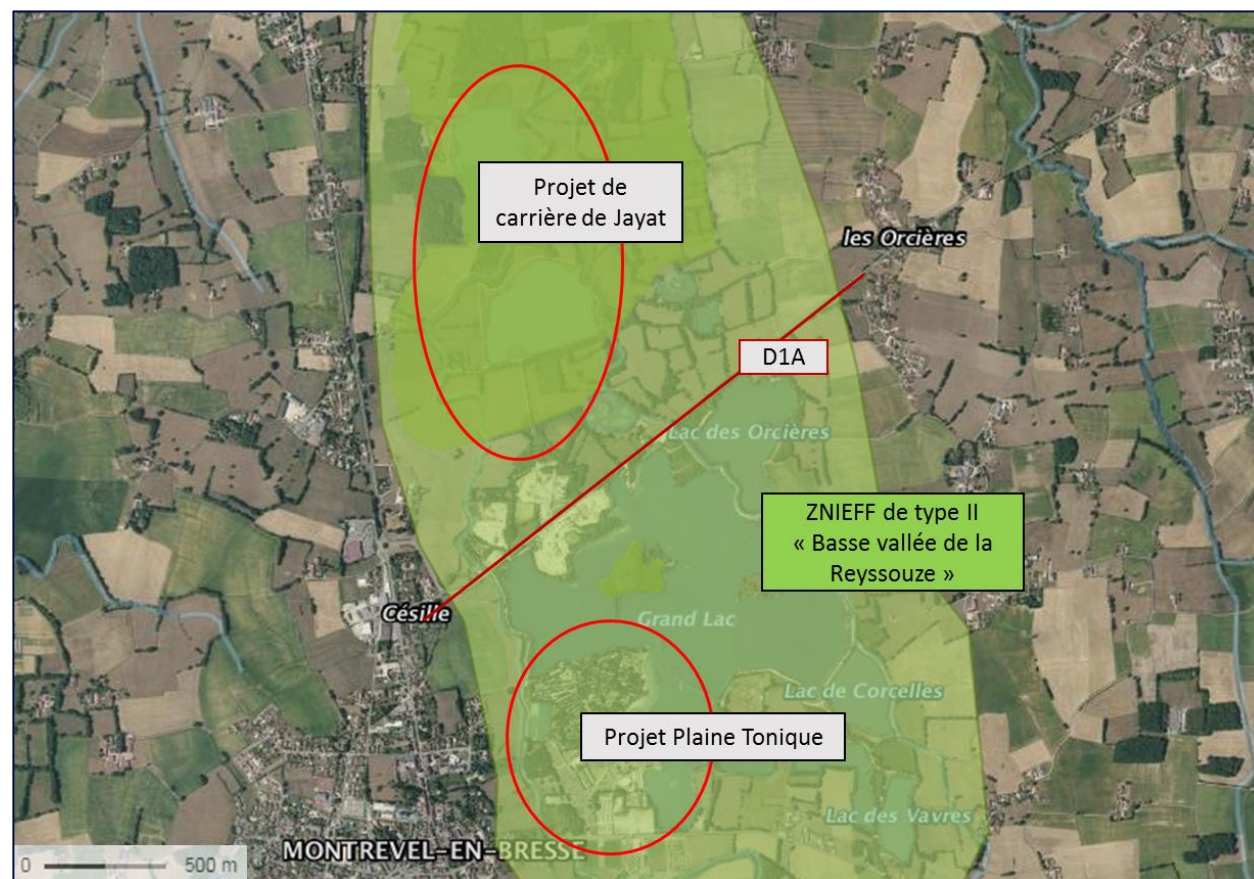 Projet de
carrière de Jayat
les Orcières
D1A
Lac des Orcières
ZNIEFF de type II
« Basse vallée de la
Reyssouze »
Césille
Grand Lac
Lac de Corcelles
Projet Plaine Tonique
Lac des Vavres
MONTREVEL-EN-BRESSE
0 500 m